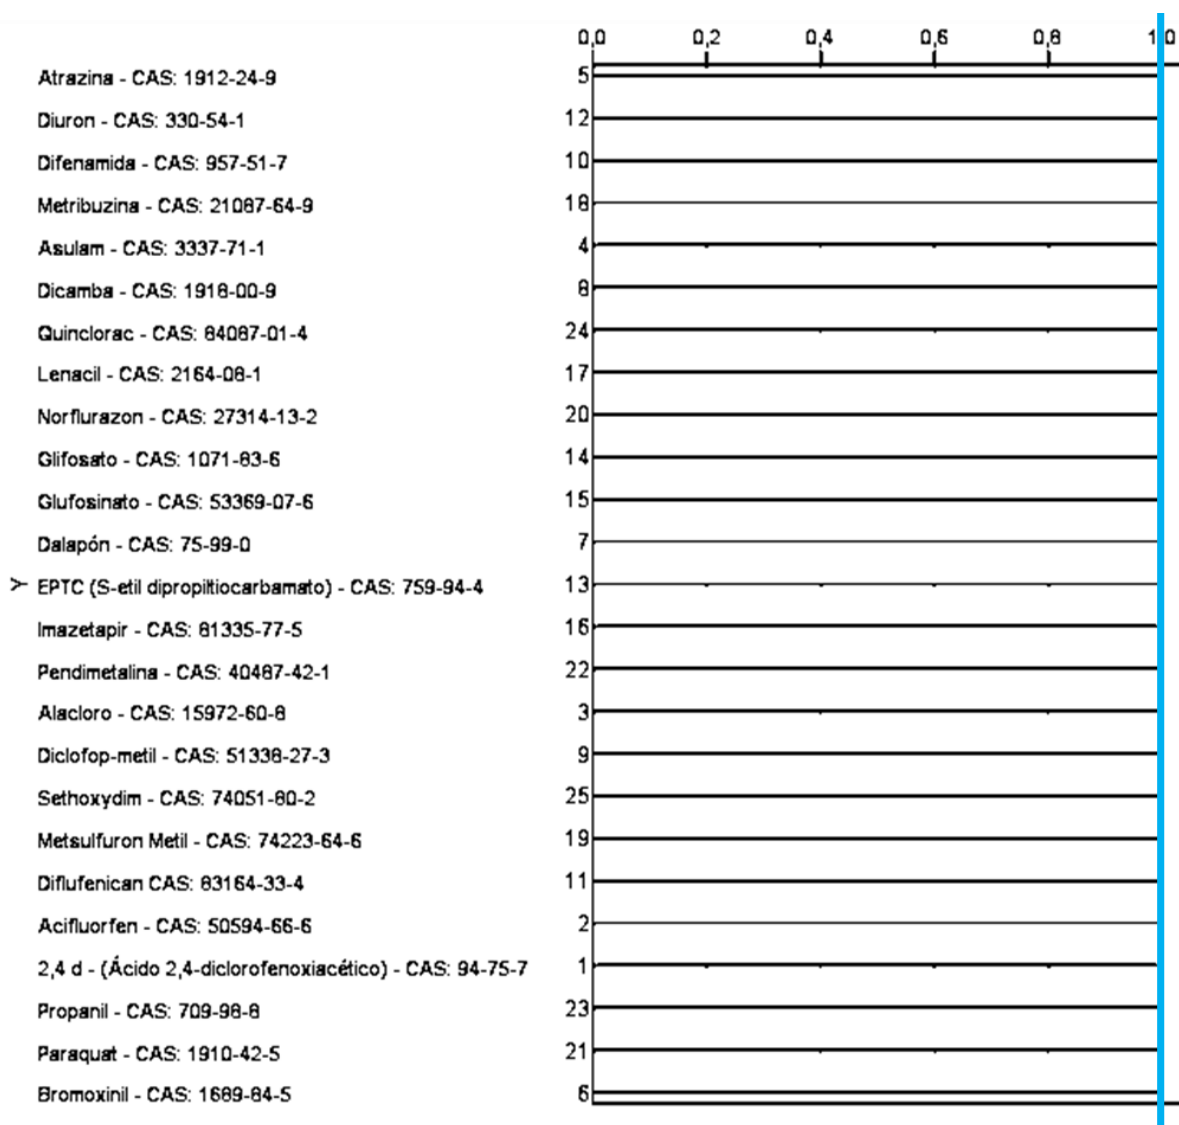 0,0 0,2 0,4 0,6 0,8 1,0
Atrazina - CAS: 1912-24-9 5
Diuron - CAS: 330-54-1 12
Difenamida - CAS: 957-51-7 10
Metribuzina - CAS: 21087-64-9 18
Asulam - CAS: 3337-71-1 4
Dicamba - CAS: 1918-00-9 8
Quinclorac - CAS: 84087-01-4 24
Lenacil - CAS: 2164-08-1 17
Norflurazon - CAS: 27314-13-2 20
Glifosato - CAS: 1071-83-6 14
Glufosinato - CAS: 53369-07-6 15
Dalapón - CAS: 75-99-0 7
Y EPTC (S-etil dipropiltiocarbamato) - CAS: 759-94-4 13
Imazetapir - CAS: 81335-77-5 16
Pendimetalina - CAS: 40487-42-1 22
Alacloro - CAS: 15972-60-8 3
Diclofop-metil - CAS: 51338-27-3 9
Sethoxydim - CAS: 74051-80-2 25
Metsulfuron Metil - CAS: 74223-64-6 19
Diflufenican CAS: 83164-33-4 11
Acifluorfen - CAS: 50594-66-6 2
2,4 d - (Ácido 2,4-diclorofenoxiacético) - CAS: 94-75-7 1
Propanil - CAS: 709-98-8 23
Paraquat - CAS: 1910-42-5 21
Bromoxinil - CAS: 1689-84-5 6